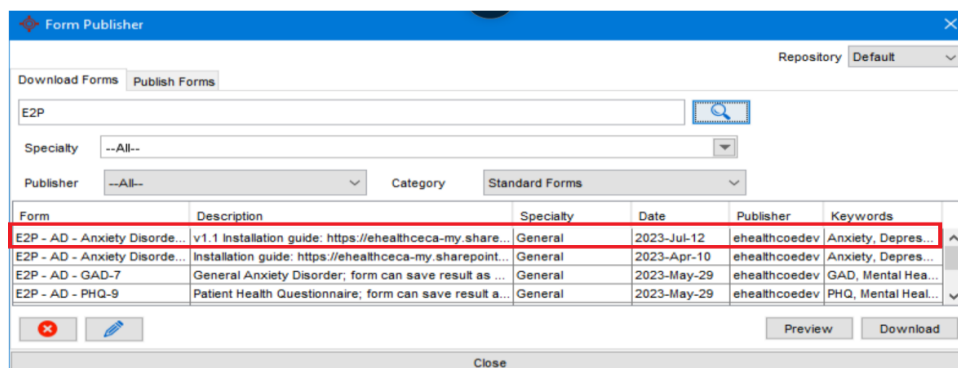 Form Publisher
Repository Default
Download Forms Publish Forms
E2P
Specialty --All--
Publisher --All-- Category Standard Forms
Form Description Specialty Date Publisher Keywords
E2P - AD - Anxiety Disorde... v1.1 Installation guide: https://ehealthceca-my.share... General 2023-Jul-12 ehealthcoedev Anxiety, Depres...
E2P - AD - Anxiety Disorde... Installation guide: https://ehealthceca-my.sharepoint... General 2023-Apr-10 ehealthcoedev Anxiety, Depres...
E2P - AD - GAD-7 General Anxiety Disorder; form can save result as ... General 2023-May-29 ehealthcoedev GAD, Mental Hea...
E2P - AD - PHQ-9 Patient Health Questionnaire; form can save result a... General 2023-May-29 ehealthcoedev PHQ, Mental Heal...
Preview Download
Close